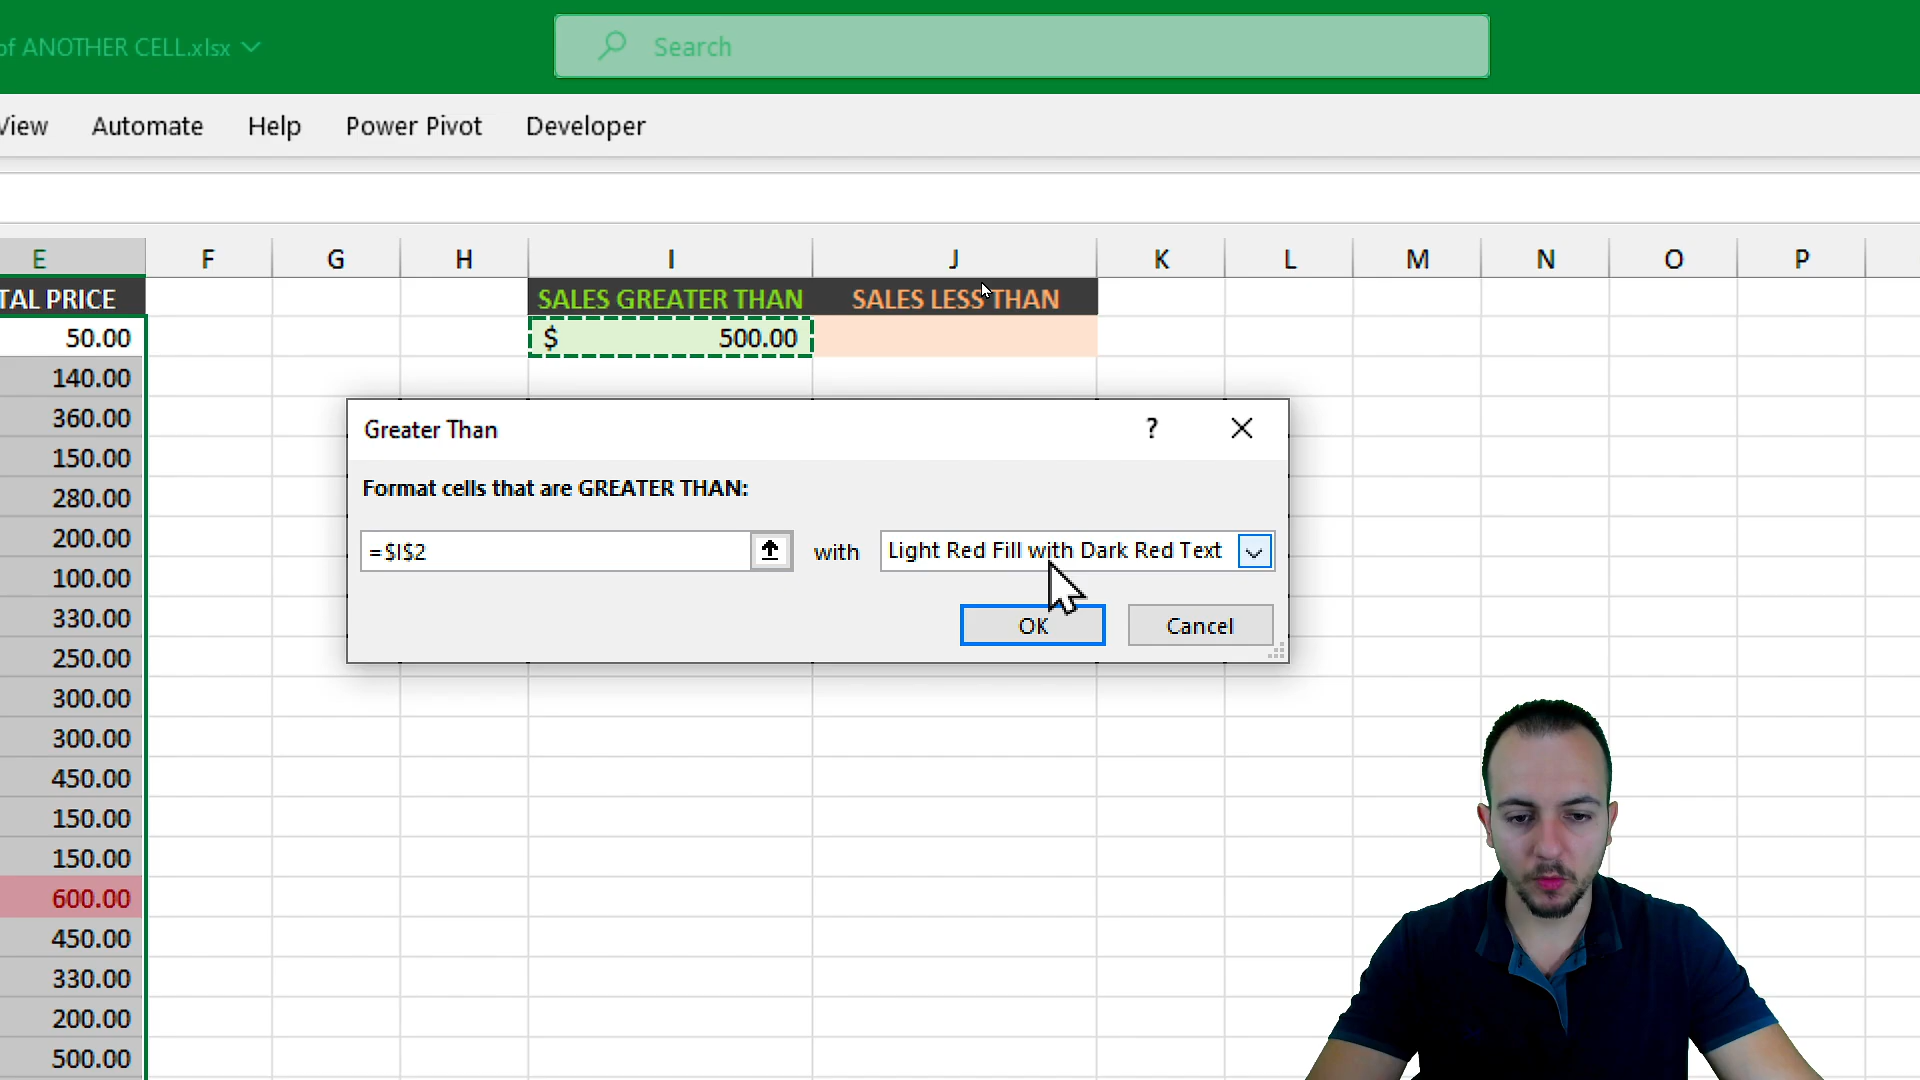 of ANOTHER CELL.xlsx
Search
View Automate Help Power Pivot Developer
E F G H I J K L M N O P
TAL PRICE SALES GREATER THAN SALES LESS THAN
50.00 $ 500.00
140.00
360.00
150.00
280.00
200.00
100.00
330.00
250.00
300.00
300.00
450.00
150.00
150.00
600.00
450.00
330.00
200.00
500.00
Greater Than ?
Format cells that are GREATER THAN:
=$I$2 with Light Red Fill with Dark Red Text
OK Cancel